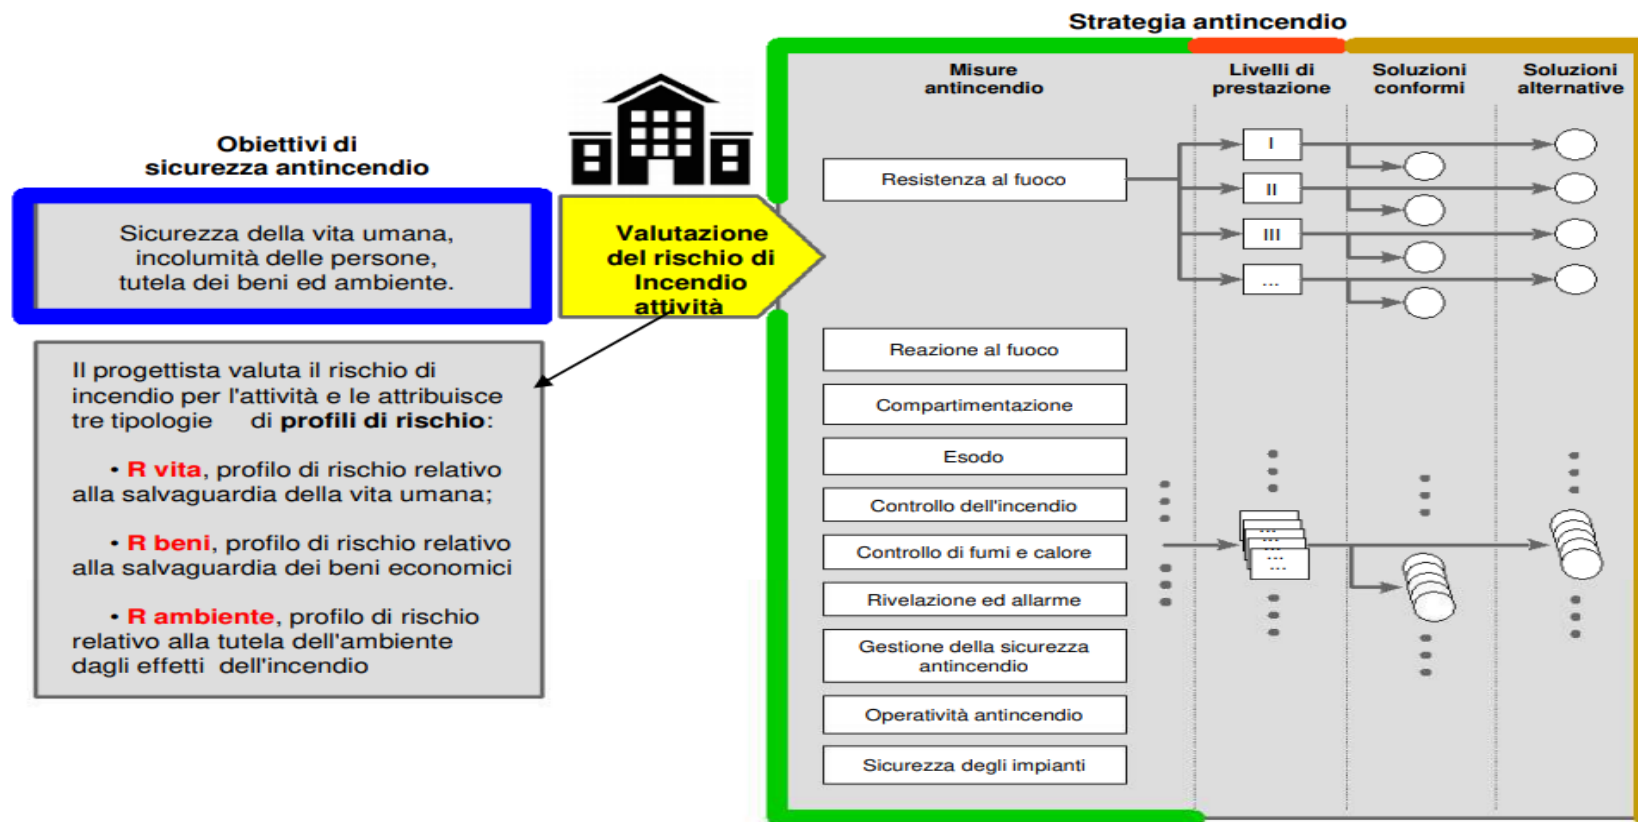 Strategia antincendio
Obiettivi di
sicurezza antincendio
Sicurezza della vita umana,
incolumità delle persone,
tutela dei beni ed ambiente.
Valutazione
del rischio di
Incendio
attività
Il progettista valuta il rischio di
incendio per l'attività e le attribuisce
tre tipologie di profili di rischio:
• R vita, profilo di rischio relativo
alla salvaguardia della vita umana;
• R beni, profilo di rischio relativo
alla salvaguardia dei beni economici
• R ambiente, profilo di rischio
relativo alla tutela dell'ambiente
dagli effetti dell'incendio
Misure
antincendio
Livelli di
prestazione
Soluzioni
conformi
Soluzioni
alternative
Resistenza al fuoco
I
II
III
...
Reazione al fuoco
Compartimentazione
Esodo
Controllo dell'incendio
Controllo di fumi e calore
Rivelazione ed allarme
Gestione della sicurezza
antincendio
Operatività antincendio
Sicurezza degli impianti
...
...
...
...
...